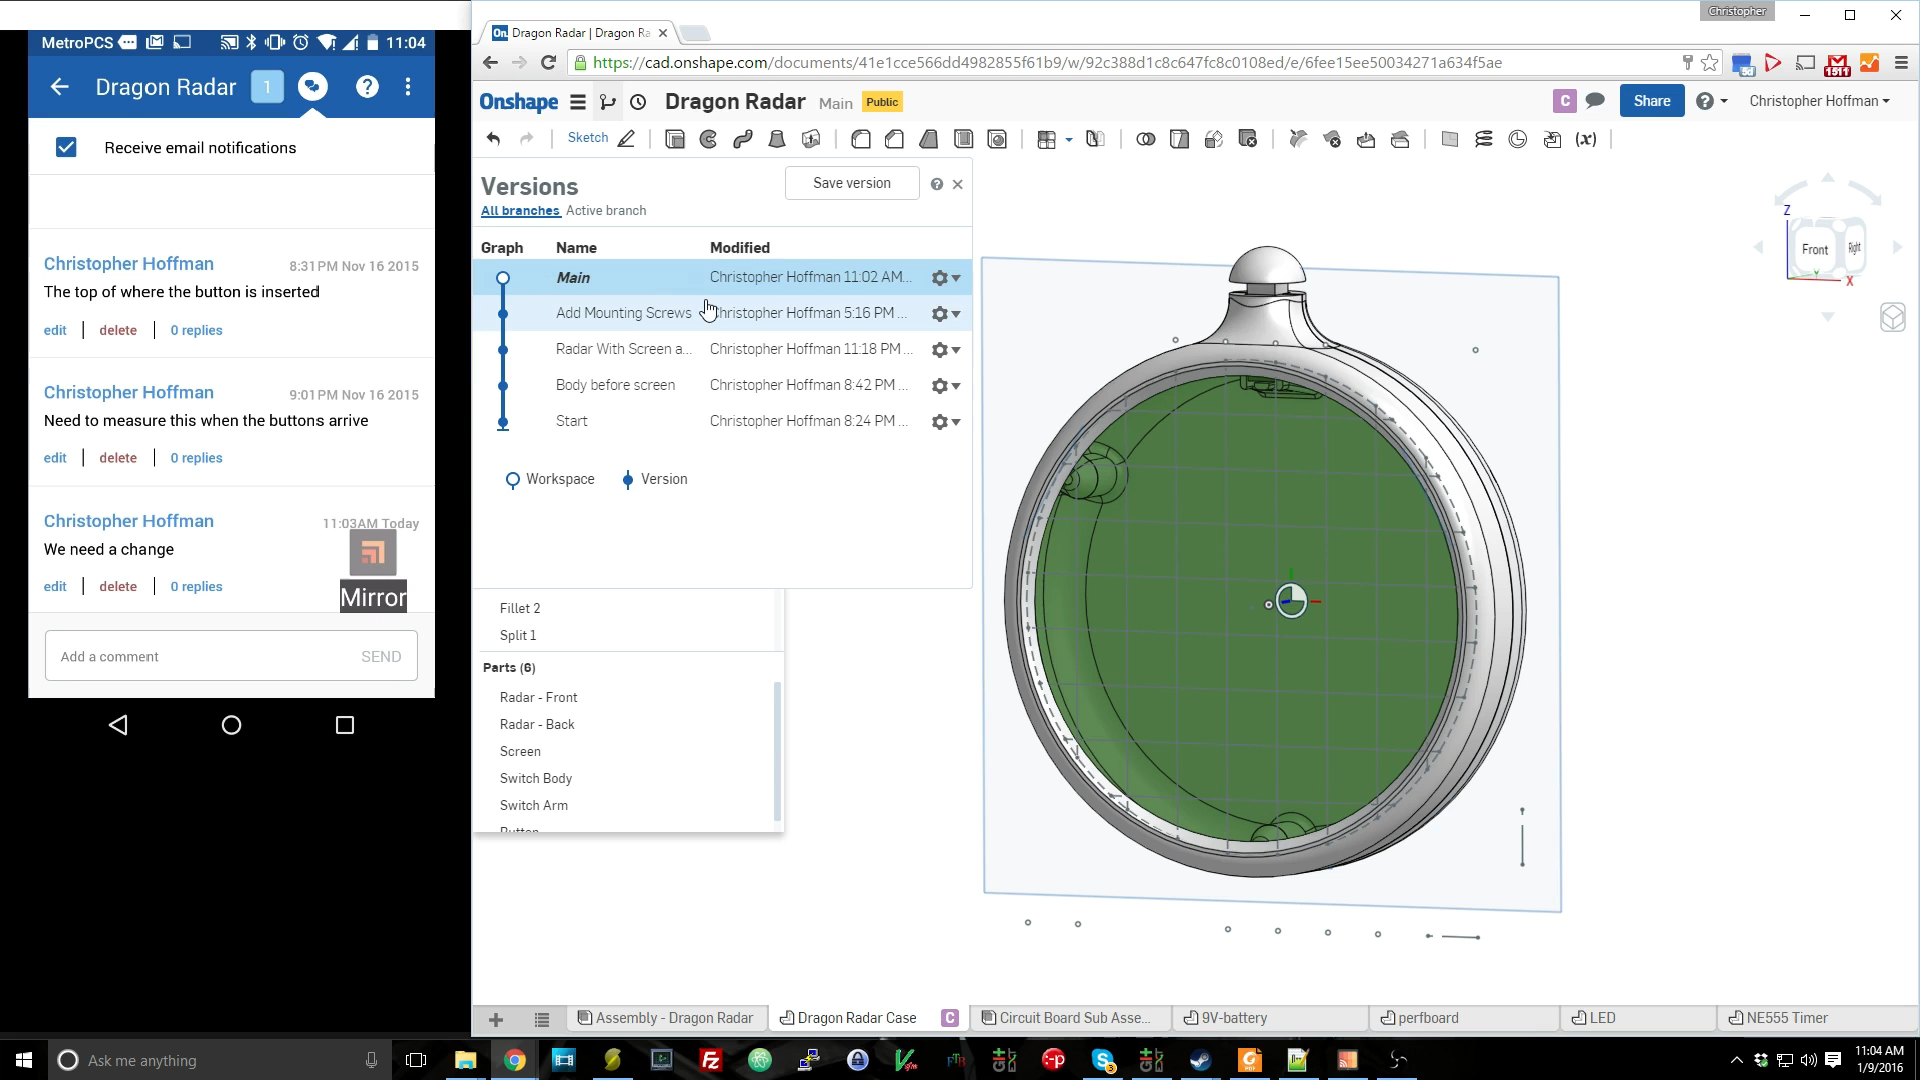 MetroPCS
11:04
Dragon Radar
1
Receive email notifications
Christopher Hoffman
8:31PM Nov 16 2015
The top of where the button is inserted
edit
delete
0 replies
Christopher Hoffman
9:01PM Nov 16 2015
Need to measure this when the buttons arrive
edit
delete
0 replies
Christopher Hoffman
11:03AM Today
We need a change
edit
delete
0 replies
Mirror
Add a comment
SEND
Christopher
On Dragon Radar | Dragon Ra
https://cad.onshape.com/documents/41e1cce566dd4982855f61b9/w/92c388d1c8c647fc8c0108ed/e/6fee15ee50034271a634f5ae
5d
1511
Onshape
Dragon Radar
Main
Public
C
Share
Christopher Hoffman
Sketch
(x)
Versions
Save version
All branches
Active branch
Graph
Name
Modified
Main
Christopher Hoffman 11:02 AM...
Add Mounting Screws
Christopher Hoffman 5:16 PM ...
Radar With Screen a...
Christopher Hoffman 11:18 PM ...
Body before screen
Christopher Hoffman 8:42 PM ...
Start
Christopher Hoffman 8:24 PM ...
Workspace
Version
Fillet 2
Split 1
Parts (6)
Radar - Front
Radar - Back
Screen
Switch Body
Switch Arm
Button
Z
Front
Right
Y
X
Assembly - Dragon Radar
Dragon Radar Case
C
Circuit Board Sub Asse...
9V-battery
perfboard
LED
NE555 Timer
Ask me anything
3
11:04 AM
1/9/2016